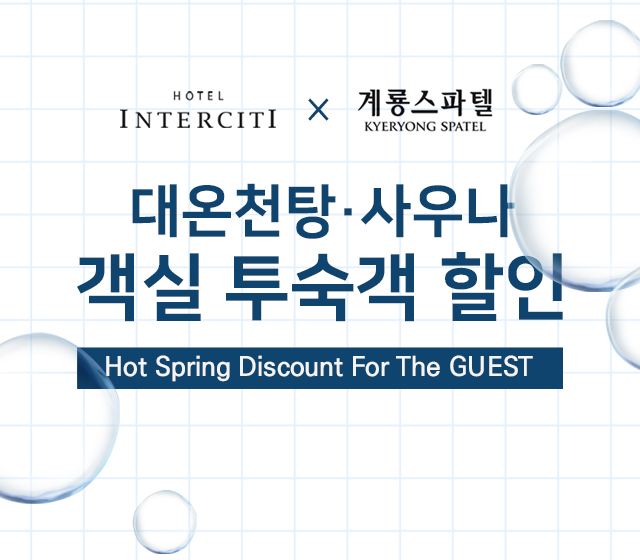 HOTEL
INTERCITI × 계룡스파텔
KYERYONG SPATEL
대온천탕·사우나
객실 투숙객 할인
Hot Spring Discount For The GUEST